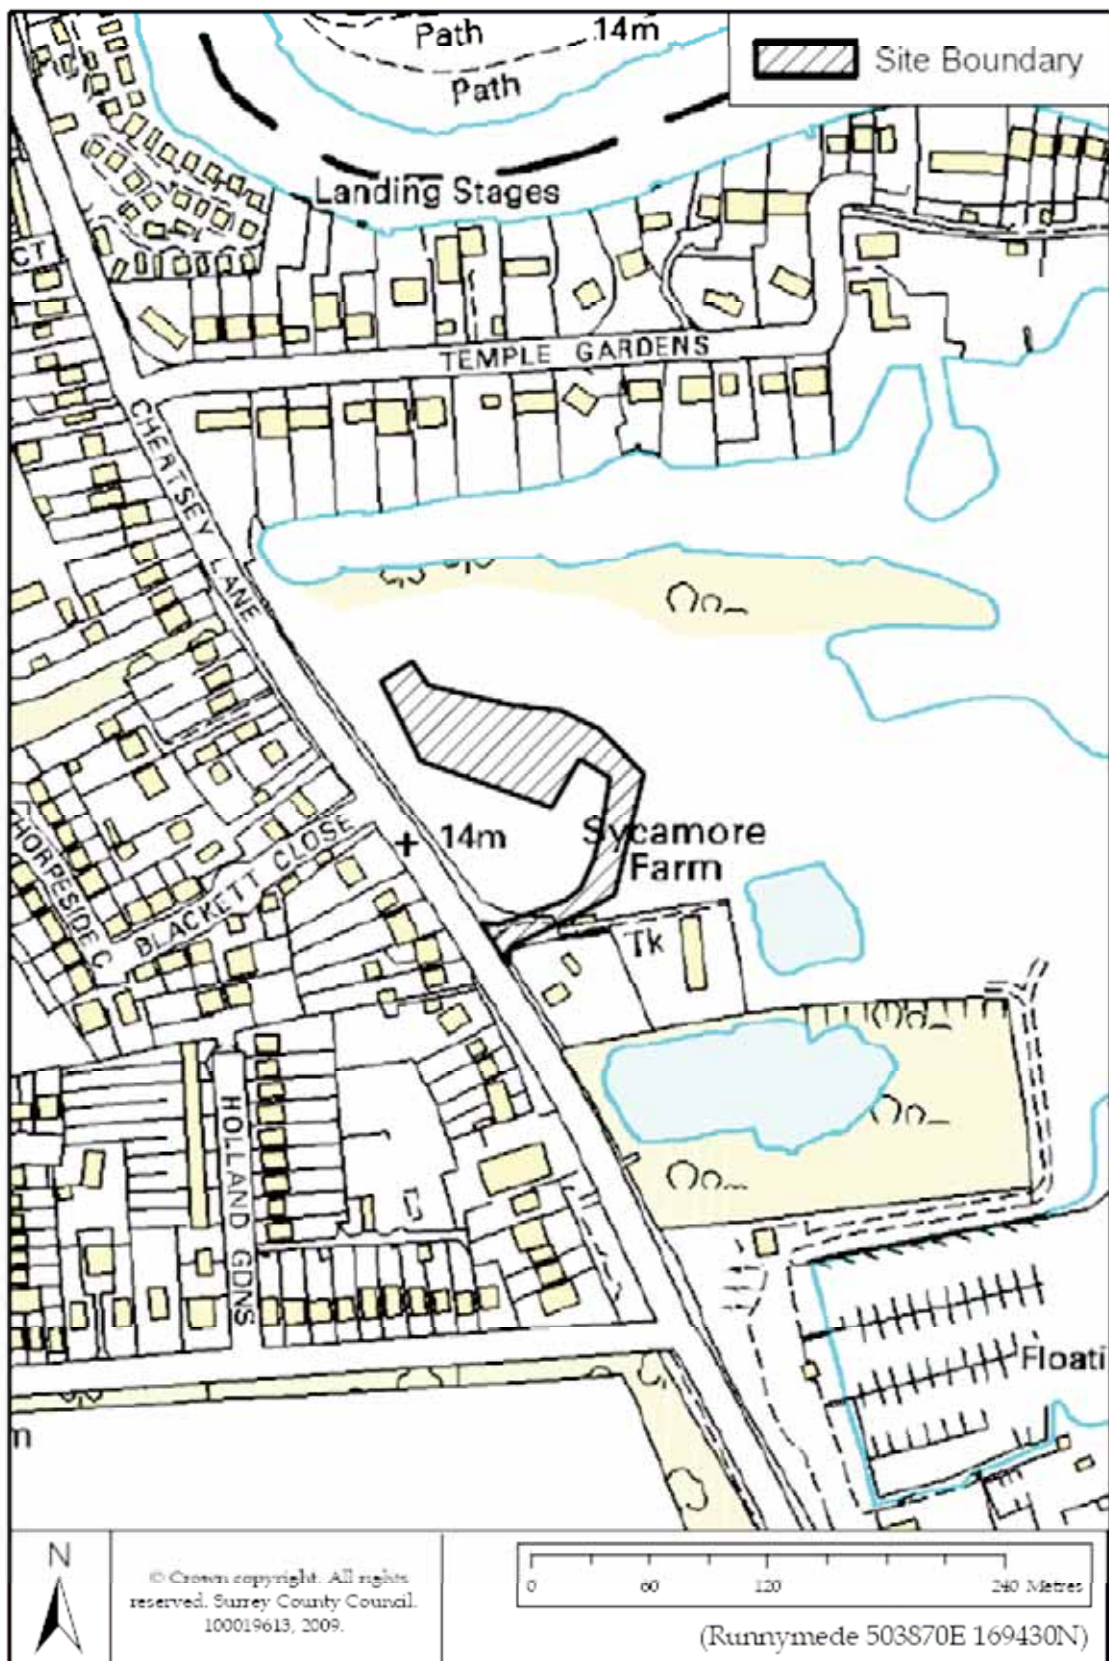 Path
14m
Site Boundary
Path
Landing Stages
CT
TEMPLE GARDENS
CHERTSEY LANE
Sycamore
Farm
14m
THORPESIDE C
BLACKETT CLOSE
Tk
HOLLAND GDNS
Floati
m
N
© Crown copyright. All rights
reserved. Surrey County Council.
100019613, 2009.
0 60 120 240 Metres
(Runnymede 503870E 169430N)